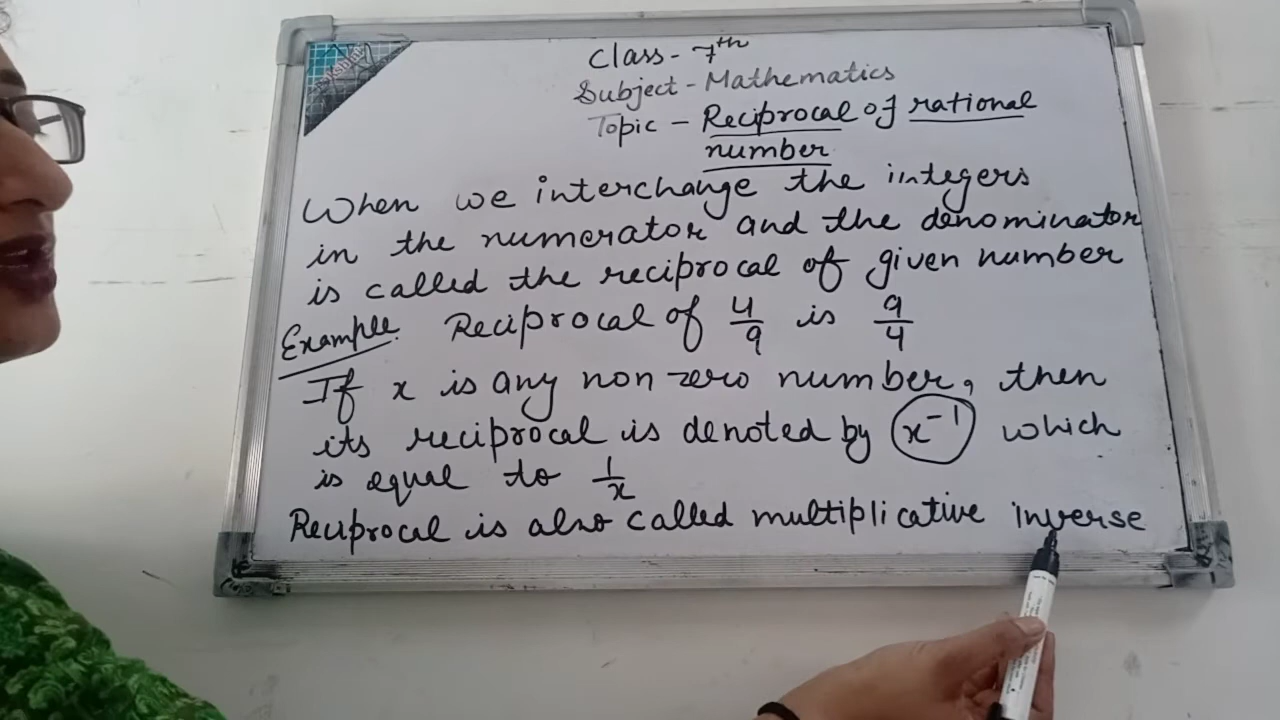 Class - 7th
Subject - Mathematics
Topic - Reciprocal of rational
number
When we interchange the integers
in the numerator and the denominator
is called the reciprocal of given number
Example. Reciprocal of 4/9 is 9/4
If x is any non zero number, then
its reciprocal is denoted by x⁻¹ which
is equal to 1/x
Reciprocal is also called multiplicative inverse